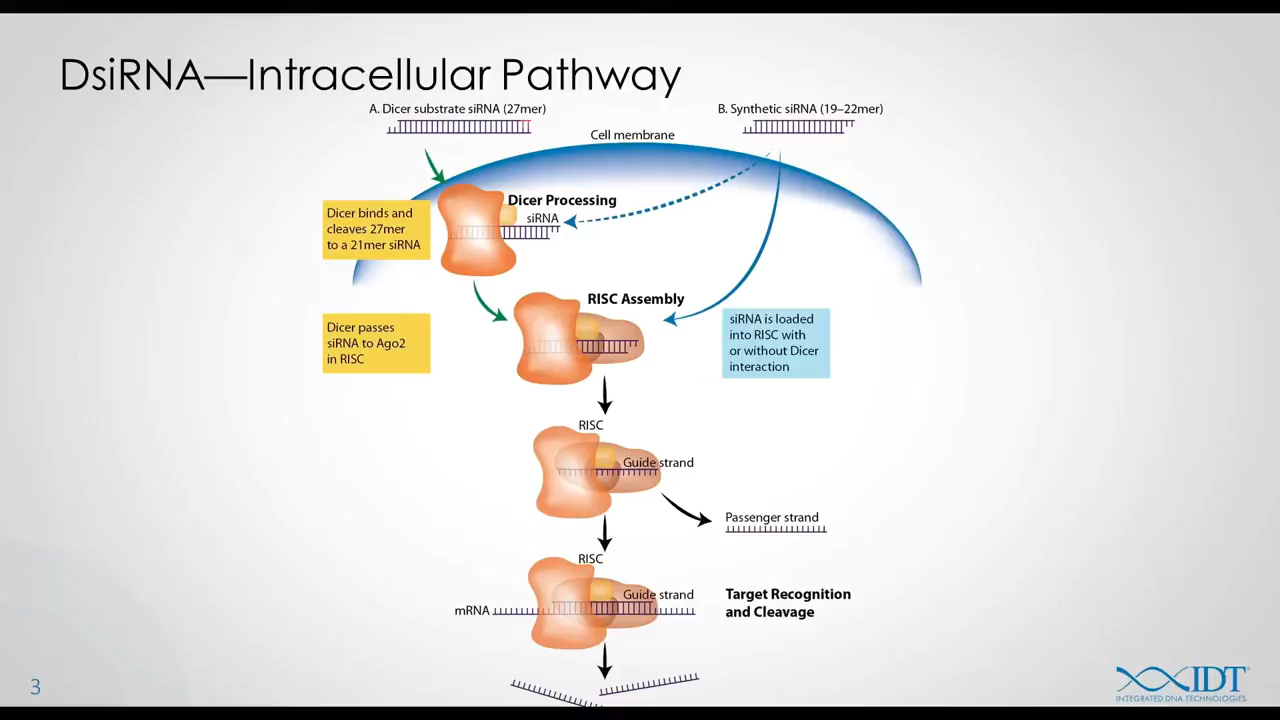 DsiRNA—Intracellular Pathway
A. Dicer substrate siRNA (27mer)
B. Synthetic siRNA (19–22mer)
Cell membrane
Dicer Processing
siRNA
Dicer binds and
cleaves 27mer
to a 21mer siRNA
RISC Assembly
Dicer passes
siRNA to Ago2
in RISC
siRNA is loaded
into RISC with
or without Dicer
interaction
RISC
Guide strand
Passenger strand
RISC
Guide strand
mRNA
Target Recognition
and Cleavage
3
IDT
INTEGRATED DNA TECHNOLOGIES